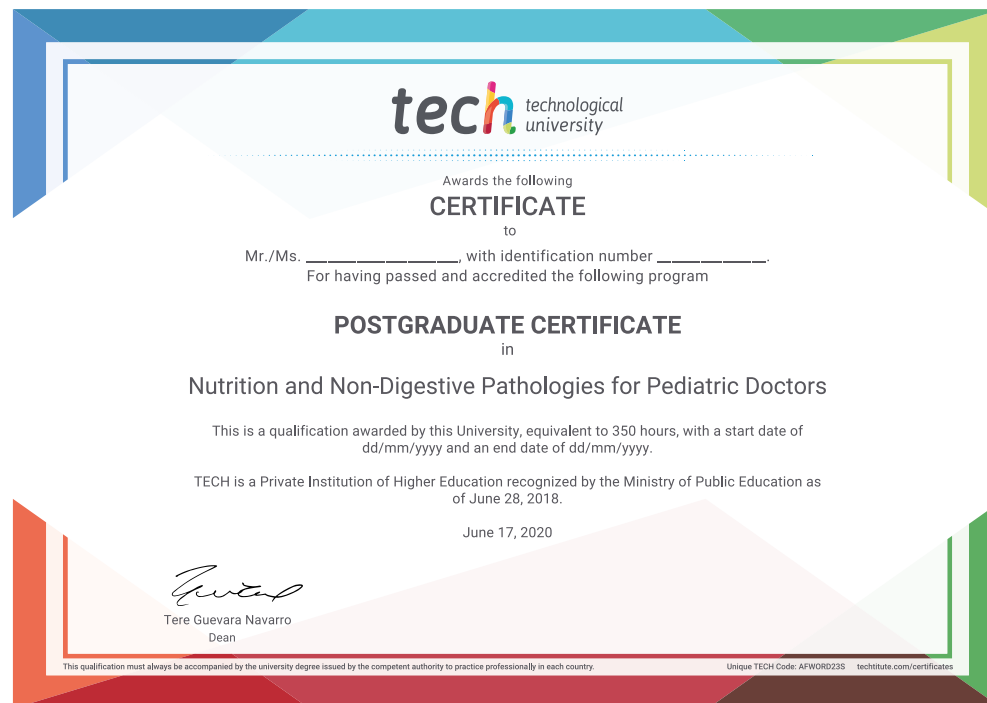 tech technological
university
Awards the following
CERTIFICATE
to
Mr./Ms. ____________________, with identification number ______________.
For having passed and accredited the following program
POSTGRADUATE CERTIFICATE
in
Nutrition and Non-Digestive Pathologies for Pediatric Doctors
This is a qualification awarded by this University, equivalent to 350 hours, with a start date of
dd/mm/yyyy and an end date of dd/mm/yyyy.
TECH is a Private Institution of Higher Education recognized by the Ministry of Public Education as
of June 28, 2018.
June 17, 2020
Tere Guevara Navarro
Dean
This qualification must always be accompanied by the university degree issued by the competent authority to practice professionally in each country.
Unique TECH Code: AFWORD23S techtitute.com/certificates